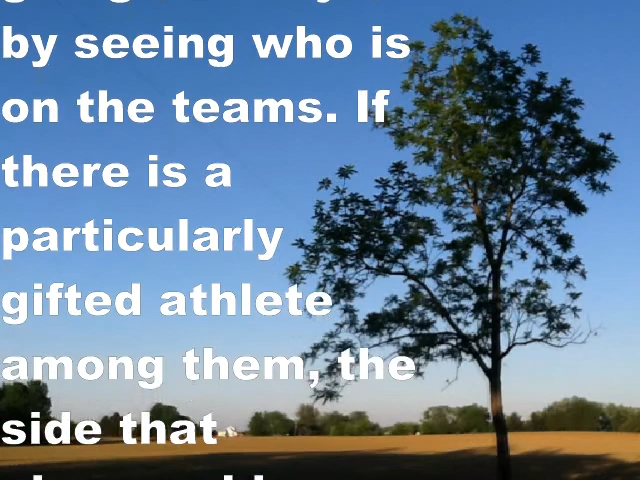 by seeing who is
on the teams. If
there is a
particularly
gifted athlete
among them, the
side that